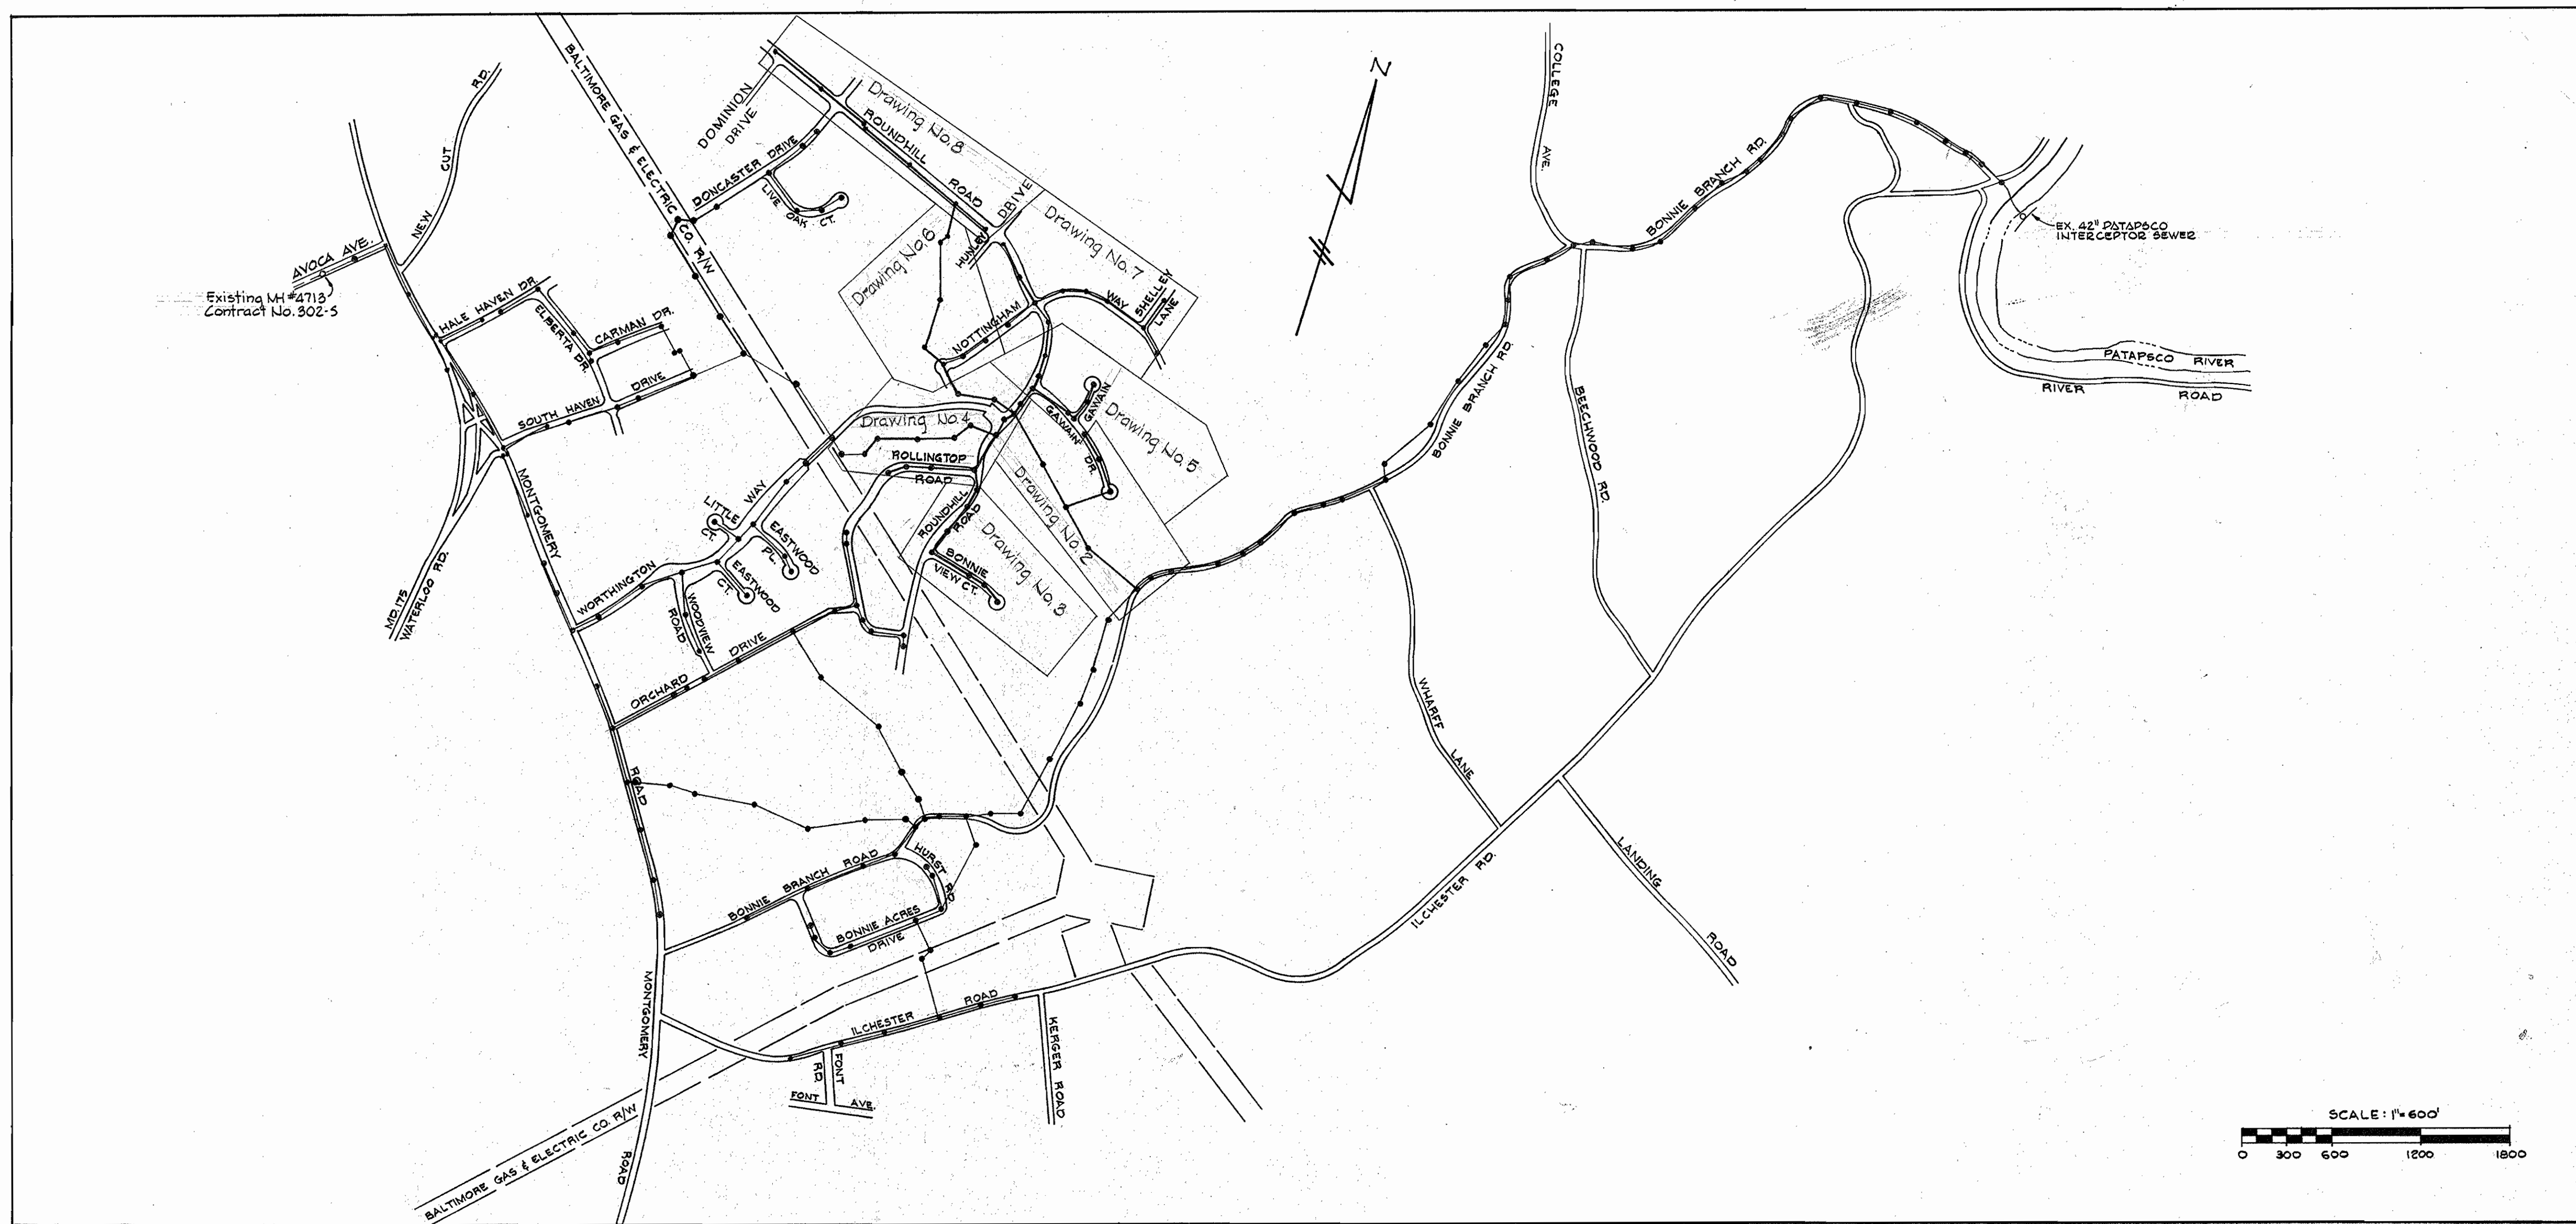 BALTIMORE GAS & ELECTRIC CO. R/W
NEW CUT RD.
AVOCA AVE.
Existing MH #4713
Contract No. 302-S
HALE HAVEN DR.
ELBERTA DR.
CARMAN DR.
SOUTH HAVEN DRIVE
MD. 175
WATERLOO RD.
MONTGOMERY ROAD
DOMINION
DRIVE
DONCASTER DRIVE
LIVE OAK CT.
ROUNDHILL ROAD
Drawing No. 8
HUNLEY DRIVE
Drawing No. 7
Drawing No. 6
NOTTINGHAM WAY
SHELLEY
LANE
GAWAIN
GAWAIN DR.
Drawing No. 5
Drawing No. 4
ROLLINGTOP
ROAD
ROUNDHILL
ROAD
Drawing No. 2
Drawing No. 3
BONNIE
VIEW CT.
LITTLE
CT.
WORTHINGTON WAY
EASTWOOD
PL.
EASTWOOD
CT.
WOODVIEW
ROAD
ORCHARD DRIVE
BONNIE BRANCH ROAD
HURST RD.
BONNIE ACRES
DRIVE
MONTGOMERY ROAD
ILCHESTER ROAD
FONT
RD
FONT AVE.
KERGER ROAD
BALTIMORE GAS & ELECTRIC CO. R/W
N
COLLEGE AVE.
BONNIE BRANCH RD.
BONNIE BRANCH RD.
BEECHWOOD RD.
WHARFF LANE
ILCHESTER RD.
LANDING ROAD
EX. 42" PATAPSCO
INTERCEPTOR SEWER
PATAPSCO RIVER
RIVER ROAD
SCALE: 1"=600'
0 300 600 1200 1800